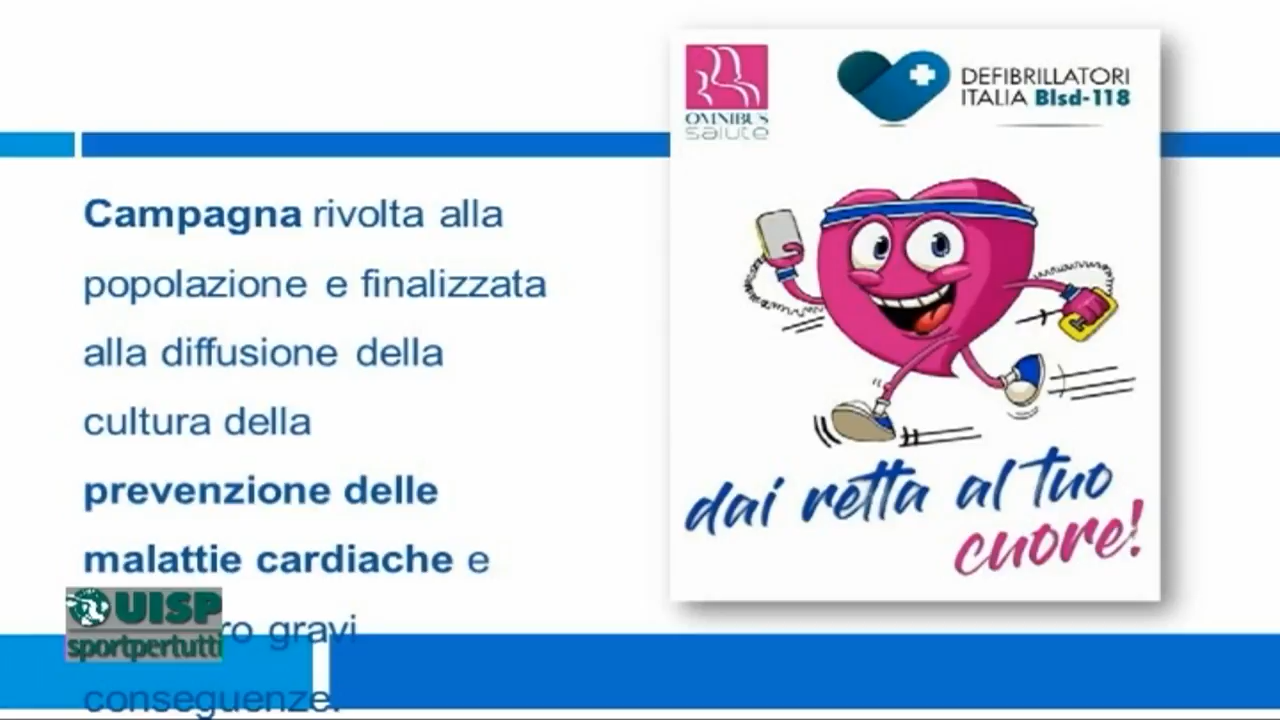 Campagna rivolta alla
popolazione e finalizzata
alla diffusione della
cultura della
prevenzione delle
malattie cardiache e
ro gravi
conseguenze.
UISP
sportpertutti
OMNIBUS
salute
DEFIBRILLATORI
ITALIA Blsd-118
dai retta al tuo
cuore!